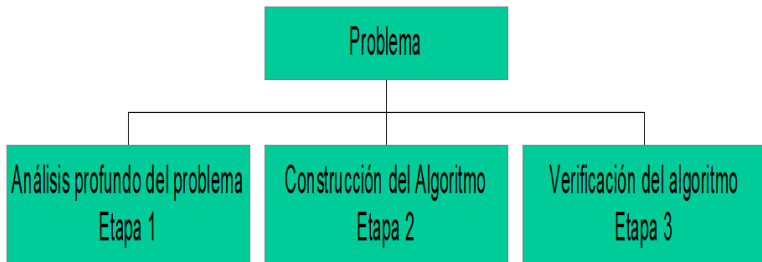 Problema
Análisis profundo del problema
Etapa 1
Construcción del Algoritmo
Etapa 2
Verificación del algoritmo
Etapa 3